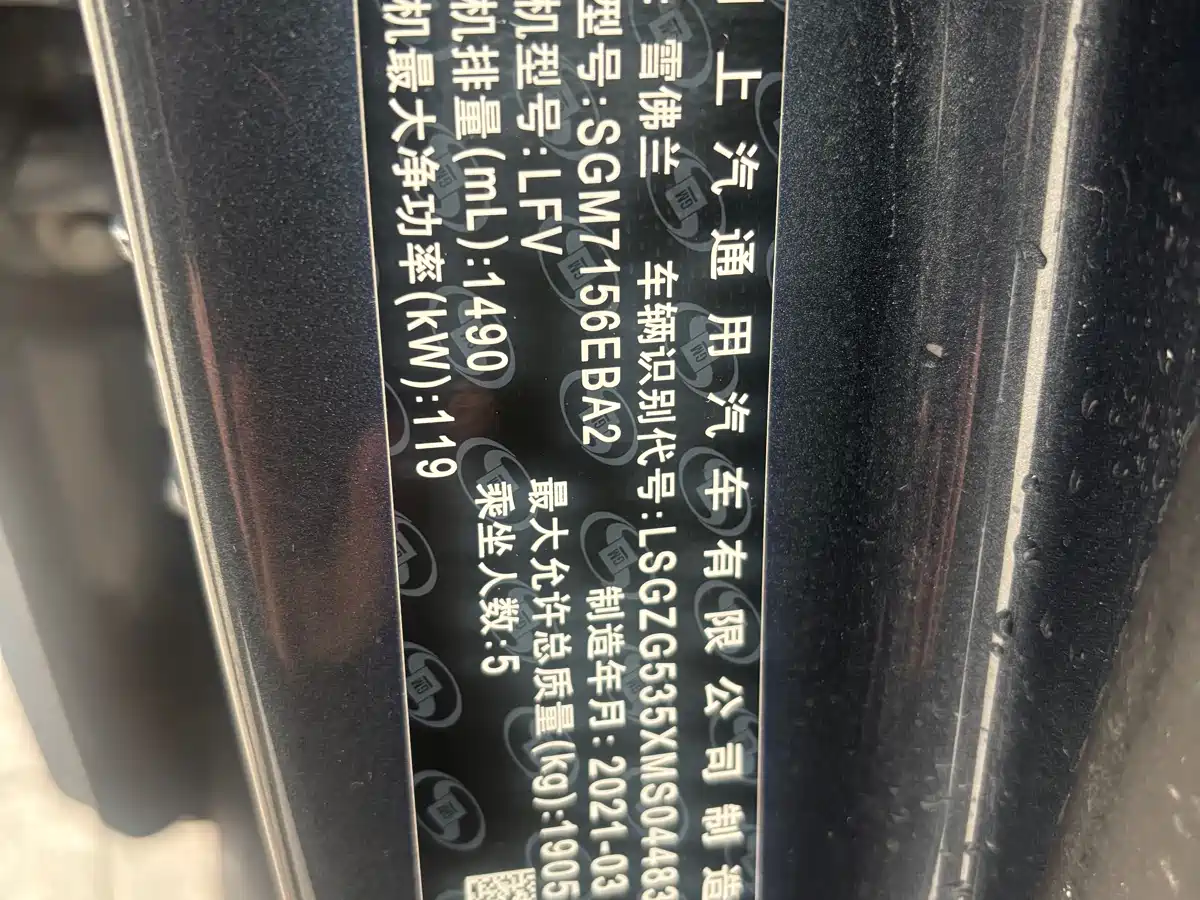 上汽通用汽车有限公司制造
雪佛兰 车辆识别代号:LSGZG535XMS04483
型号:SGM7156EBA2 制造年月:2021-03
机型号:LFV 最大允许总质量(kg):1905
机排量(mL):1490 乘坐人数:5
机最大净功率(kW):119